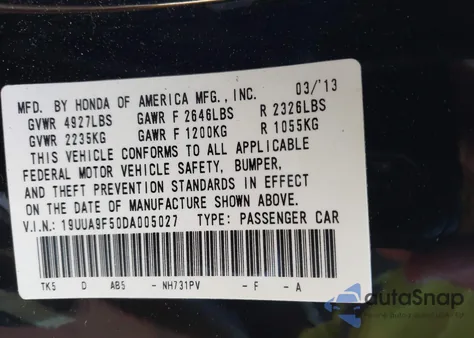 MFD. BY HONDA OF AMERICA MFG., INC. 03/'13
GVWR 4927LBS GAWR F 2646LBS R 2326LBS
GVWR 2235KG GAWR F 1200KG R 1055KG
THIS VEHICLE CONFORMS TO ALL APPLICABLE
FEDERAL MOTOR VEHICLE SAFETY, BUMPER,
AND THEFT PREVENTION STANDARDS IN EFFECT
ON THE DATE OF MANUFACTURE SHOWN ABOVE.
V.I.N.: 19UUA9F50DA005027 TYPE: PASSENGER CAR
TK5 D AB5 - NH731PV - F - A
autaSnap